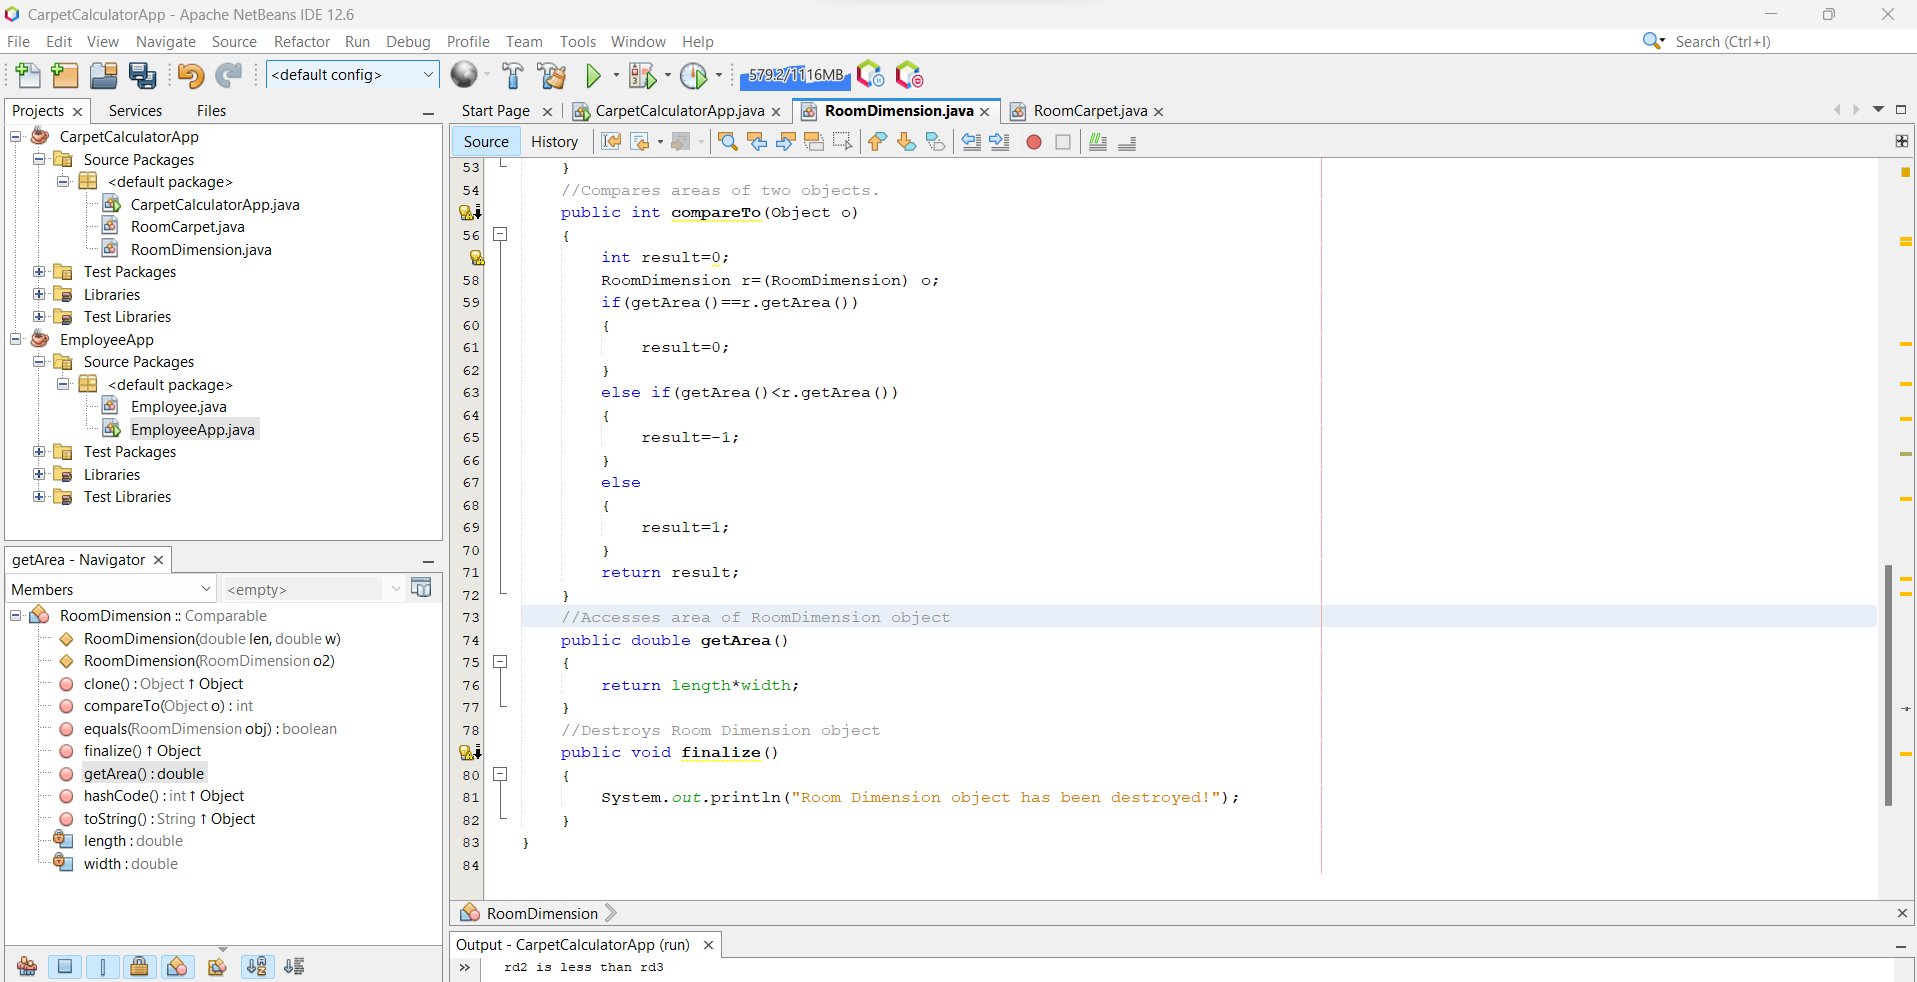 CarpetCalculatorApp - Apache NetBeans IDE 12.6
File Edit View Navigate Source Refactor Run Debug Profile Team Tools Window Help
Search (Ctrl+I)
<default config>
579.2/1116MB
Projects Services Files
CarpetCalculatorApp
Source Packages
<default package>
CarpetCalculatorApp.java
RoomCarpet.java
RoomDimension.java
Test Packages
Libraries
Test Libraries
EmployeeApp
Source Packages
<default package>
Employee.java
EmployeeApp.java
Test Packages
Libraries
Test Libraries
getArea - Navigator
Members
<empty>
RoomDimension :: Comparable
RoomDimension(double len, double w)
RoomDimension(RoomDimension o2)
clone() : Object ↑ Object
compareTo(Object o) : int
equals(RoomDimension obj) : boolean
finalize() ↑ Object
getArea() : double
hashCode() : int ↑ Object
toString() : String ↑ Object
length : double
width : double
Start Page CarpetCalculatorApp.java RoomDimension.java RoomCarpet.java
Source History
53 }
54 //Compares areas of two objects.
public int compareTo(Object o)
56 {
int result=0;
58 RoomDimension r=(RoomDimension) o;
59 if(getArea()==r.getArea())
60 {
61 result=0;
62 }
63 else if(getArea()<r.getArea())
64 {
65 result=-1;
66 }
67 else
68 {
69 result=1;
70 }
71 return result;
72 }
73 //Accesses area of RoomDimension object
74 public double getArea()
75 {
76 return length*width;
77 }
78 //Destroys Room Dimension object
public void finalize()
80 {
81 System.out.println("Room Dimension object has been destroyed!");
82 }
83 }
84
RoomDimension
Output - CarpetCalculatorApp (run)
rd2 is less than rd3